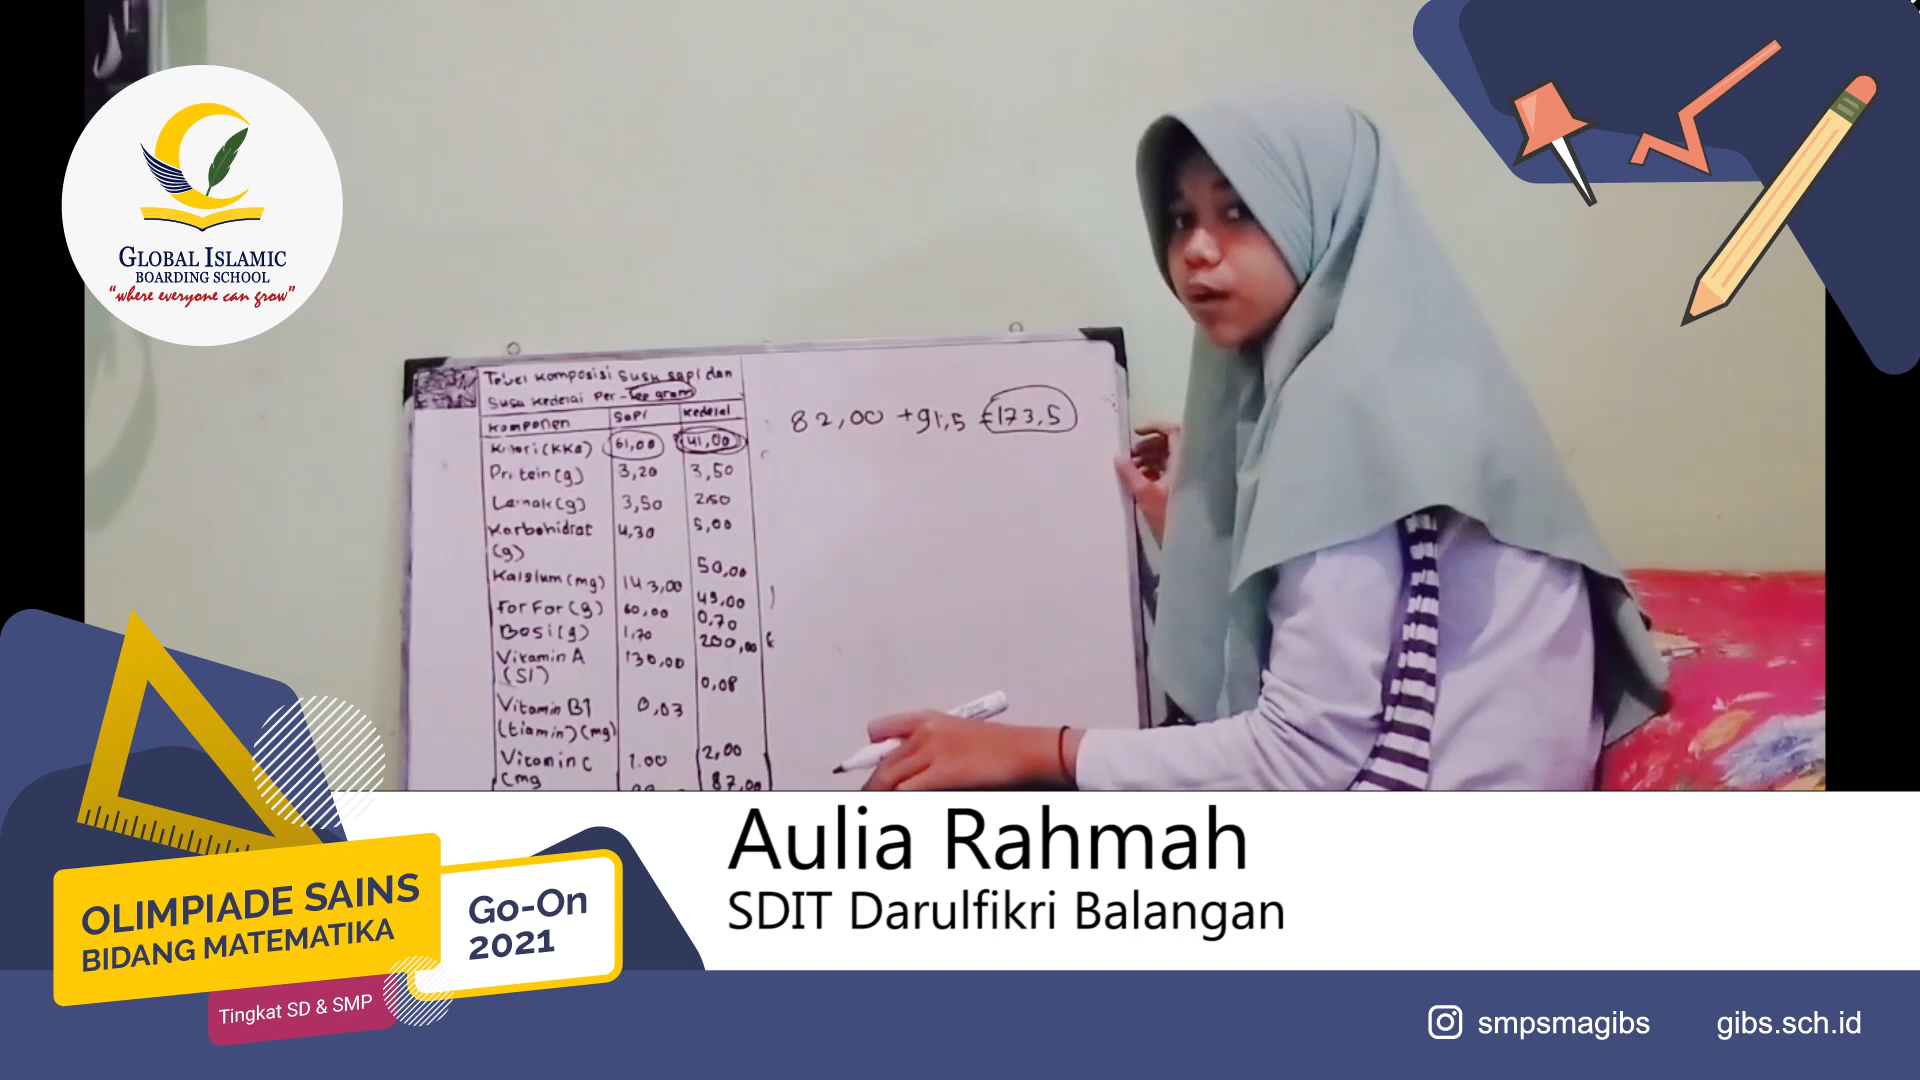 GLOBAL ISLAMIC
BOARDING SCHOOL
"where everyone can grow"
Tabel komposisi susu sapi dan
Susu kedelai Per-100 gram
komponen sapi kedelai
Kalori (KKa) 61,00 41,00
Protein (g) 3,20 3,50
Lemak (g) 3,50 2,50
Karbohidrat 4,30 5,00
(g)
Kalsium (mg) 143,00 50,00
ForFor (g) 60,00 45,00
Besi (g) 1,70 0,70
Vitamin A 130,00 200,00
(SI)
Vitamin B1 0,03 0,08
(tiamin) (mg)
Vitamin C 1.00 2,00
(mg
87,00
82,00 + 91,5 = 173,5
Aulia Rahmah
SDIT Darulfikri Balangan
OLIMPIADE SAINS
BIDANG MATEMATIKA
Go-On
2021
Tingkat SD & SMP
smpsmagibs
gibs.sch.id